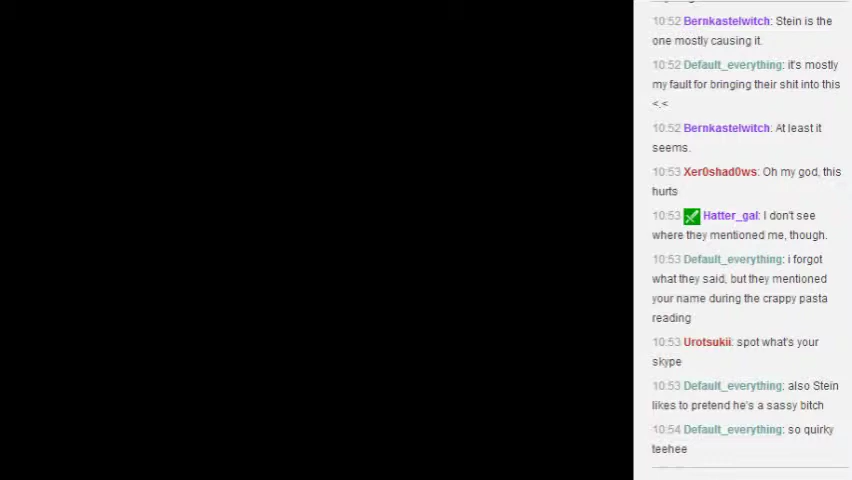 10:52 Bernkastelwitch: Stein is the
one mostly causing it.
10:52 Default_everything: it's mostly
my fault for bringing their shit into this
<.<
10:52 Bernkastelwitch: At least it
seems.
10:53 Xer0shad0ws: Oh my god, this
hurts
10:53 Hatter_gal: I don't see
where they mentioned me, though.
10:53 Default_everything: i forgot
what they said, but they mentioned
your name during the crappy pasta
reading
10:53 Urotsukii: spot what's your
skype
10:53 Default_everything: also Stein
likes to pretend he's a sassy bitch
10:54 Default_everything: so quirky
teehee